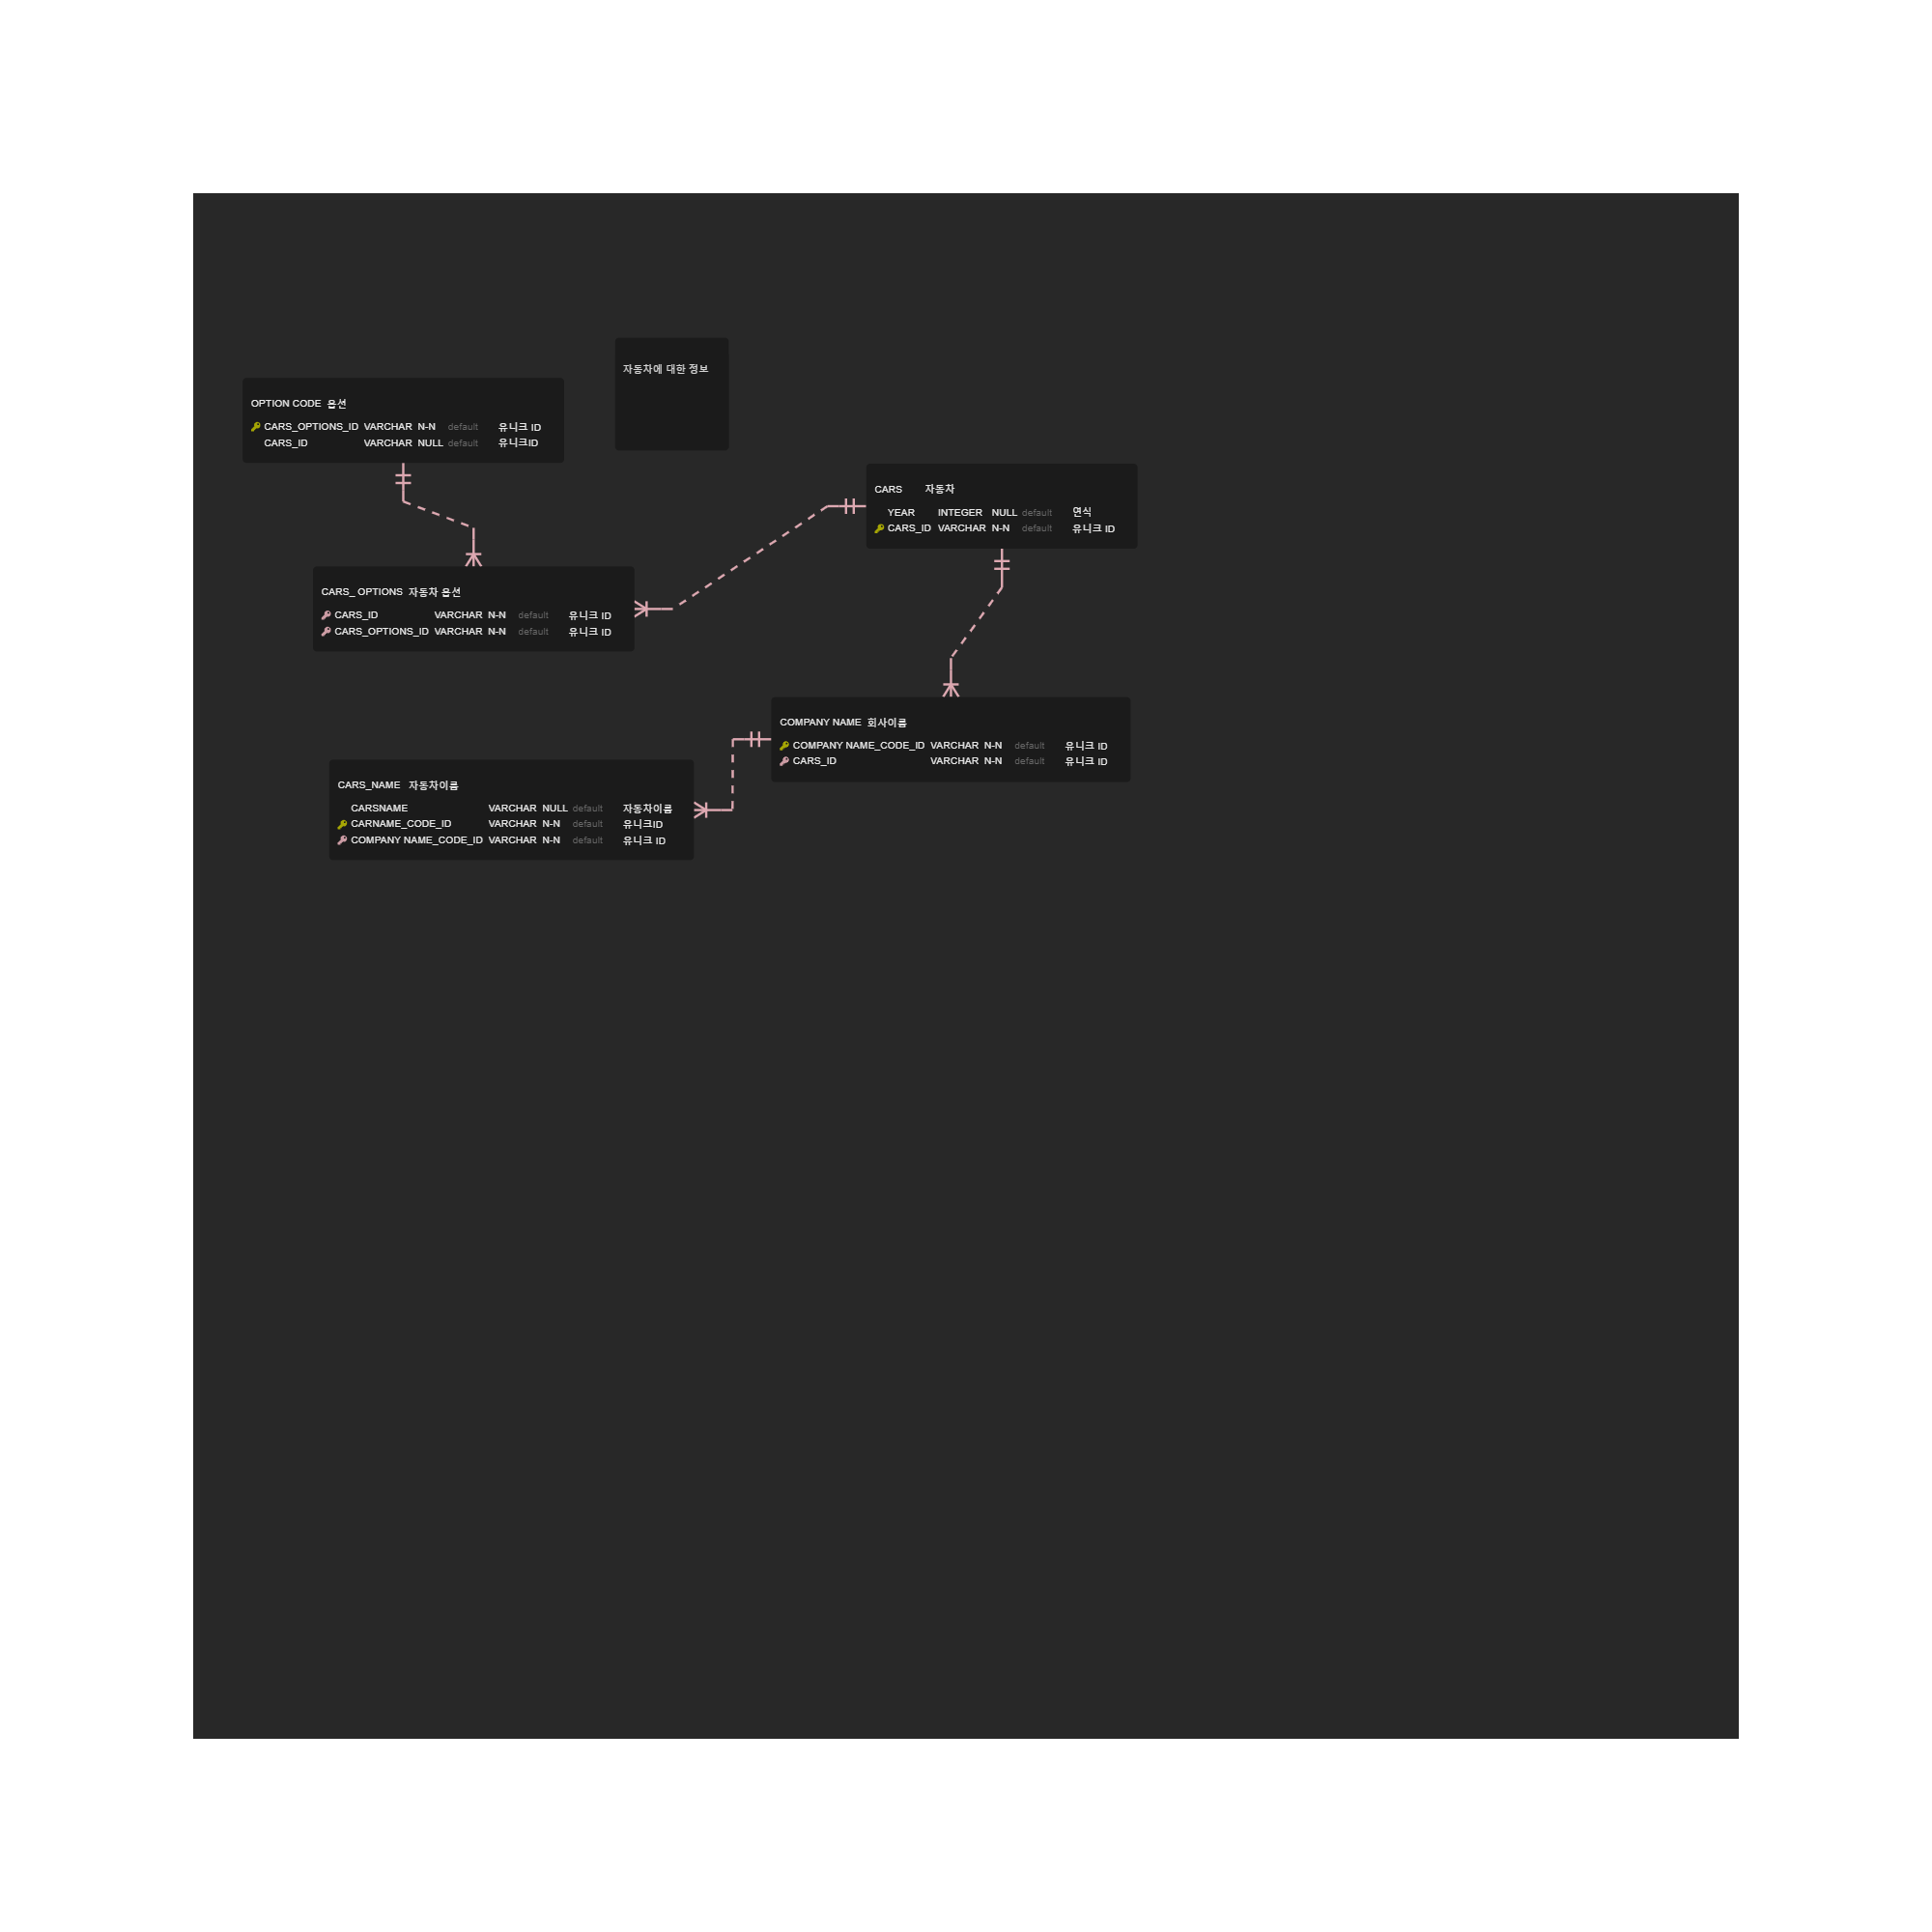 자동차에 대한 정보
OPTION CODE 옵션
CARS_OPTIONS_ID VARCHAR N-N default 유니크 ID
CARS_ID VARCHAR NULL default 유니크ID
CARS 자동차
YEAR INTEGER NULL default 연식
CARS_ID VARCHAR N-N default 유니크 ID
CARS_ OPTIONS 자동차 옵션
CARS_ID VARCHAR N-N default 유니크 ID
CARS_OPTIONS_ID VARCHAR N-N default 유니크 ID
COMPANY NAME 회사이름
COMPANY NAME_CODE_ID VARCHAR N-N default 유니크 ID
CARS_ID VARCHAR N-N default 유니크 ID
CARS_NAME 자동차이름
CARSNAME VARCHAR NULL default 자동차이름
CARNAME_CODE_ID VARCHAR N-N default 유니크ID
COMPANY NAME_CODE_ID VARCHAR N-N default 유니크 ID